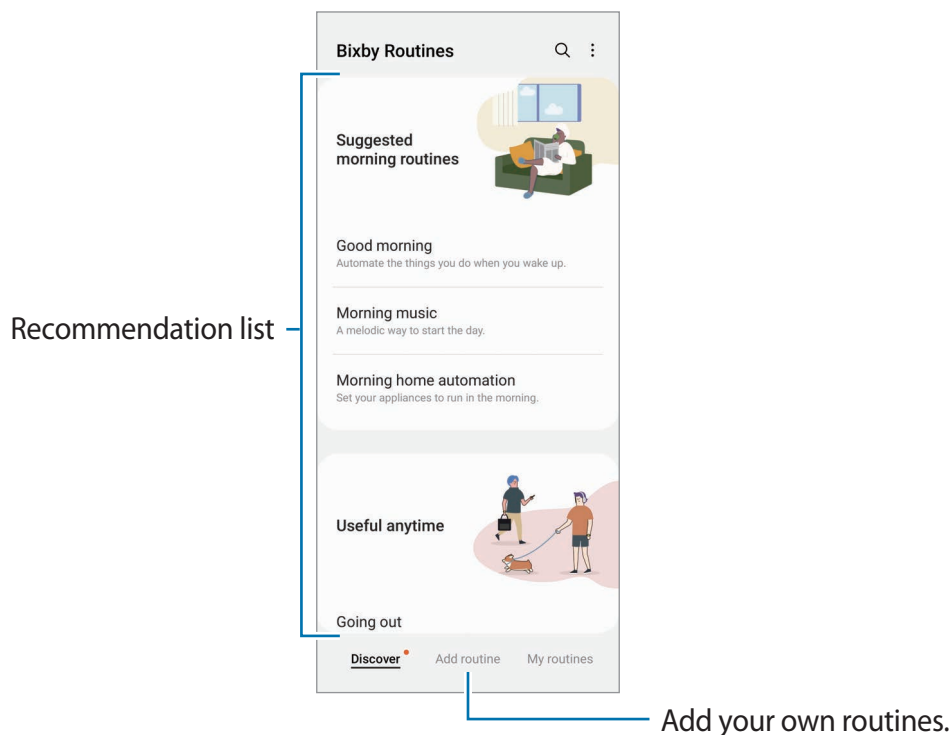 Bixby Routines
Suggested
morning routines
Good morning
Automate the things you do when you wake up.
Morning music
A melodic way to start the day.
Recommendation list
Morning home automation
Set your appliances to run in the morning.
Useful anytime
Going out
Discover Add routine My routines
Add your own routines.